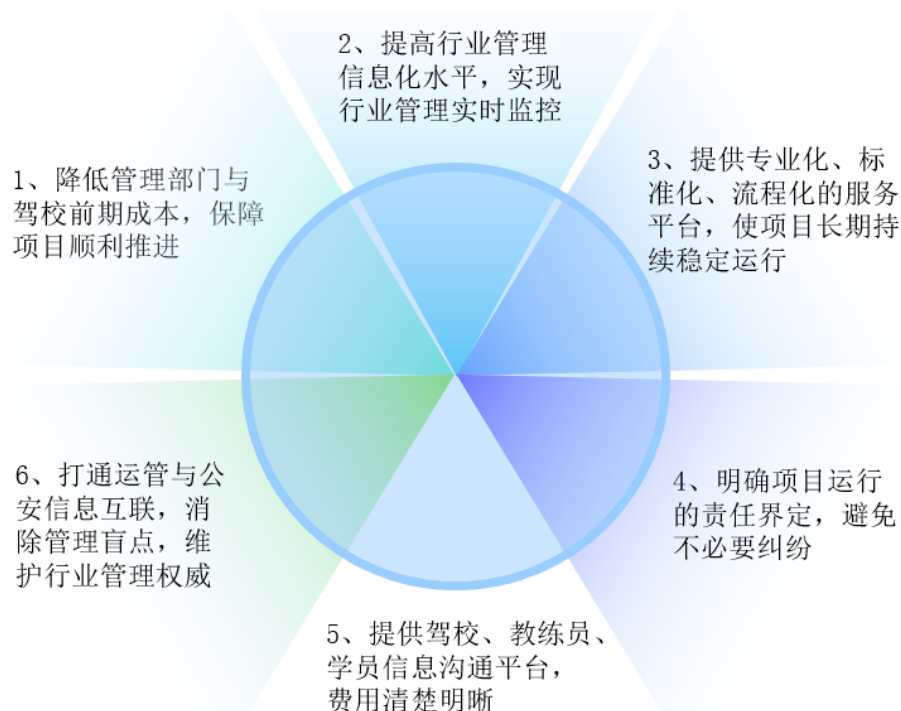 1、降低管理部门与
驾校前期成本，保障
项目顺利推进
2、提高行业管理
信息化水平，实现
行业管理实时监控
3、提供专业化、标
准化、流程化的服务
平台，使项目长期持
续稳定运行
4、明确项目运行
的责任界定，避免
不必要纠纷
5、提供驾校、教练员、
学员信息沟通平台，
费用清楚明晰
6、打通运管与公
安信息互联，消
除管理盲点，维
护行业管理权威